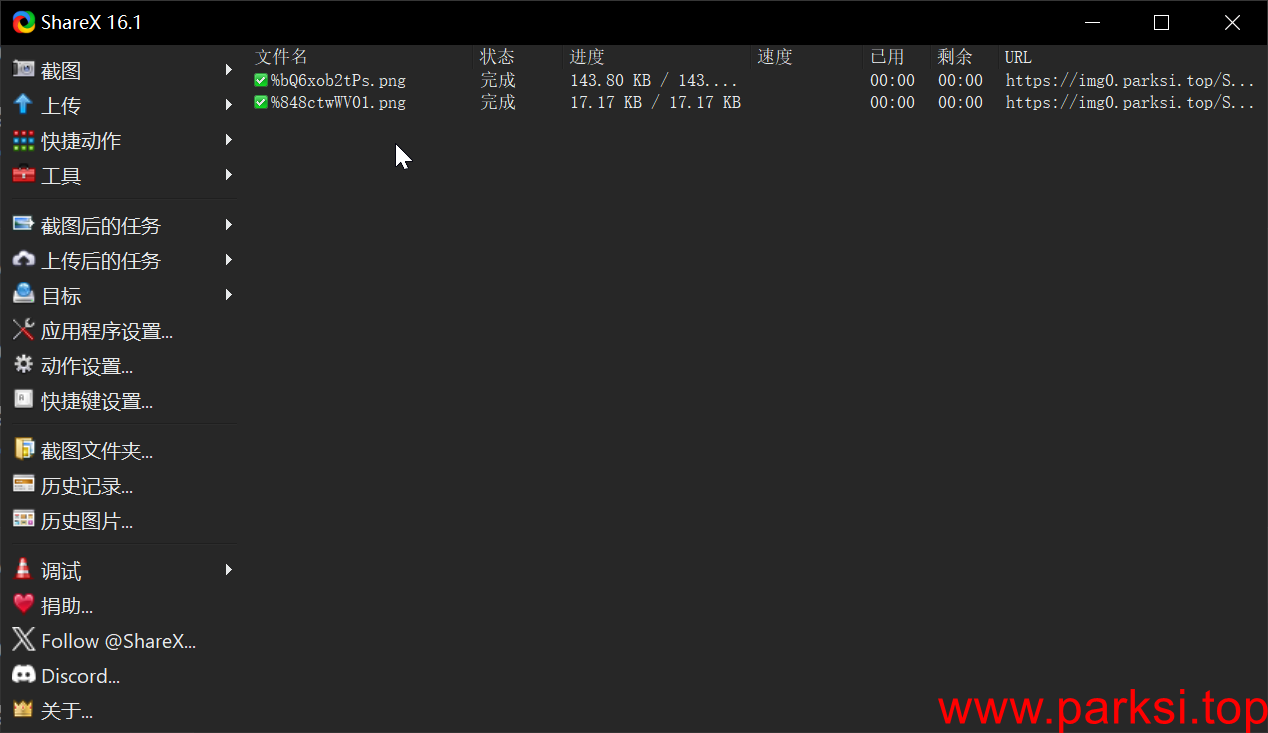 ShareX 16.1
文件名 状态 进度 速度 已用 剩余 URL
%bQ6xob2tPs.png 完成 143.80 KB / 143.... 00:00 00:00 https://img0.parksi.top/S...
%848ctwWV01.png 完成 17.17 KB / 17.17 KB 00:00 00:00 https://img0.parksi.top/S...
截图
上传
快捷动作
工具
截图后的任务
上传后的任务
目标
应用程序设置...
动作设置...
快捷键设置...
截图文件夹...
历史记录...
历史图片...
调试
捐助...
Follow @ShareX...
Discord...
关于...
www.parksi.top